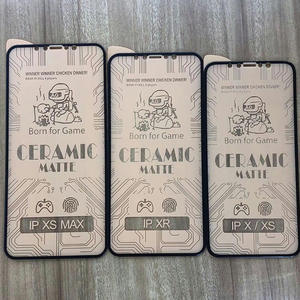 WINNER WINNER CHICKEN DINNER!
Born for Game
CERAMIC
MATTE
IP XS MAX
WINNER WINNER CHICKEN DINNER!
Born for Game
CERAMIC
MATTE
IP XR
WINNER WINNER CHICKEN DINNER!
Born for Game
CERAMIC
MATTE
IP X / XS